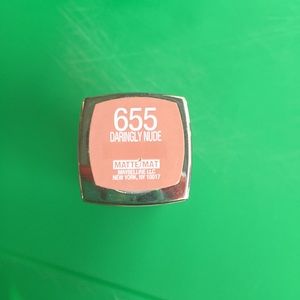 655
DARINGLY NUDE
MATTE MAT
MAYBELLINE LLC
NEW YORK, NY 10017